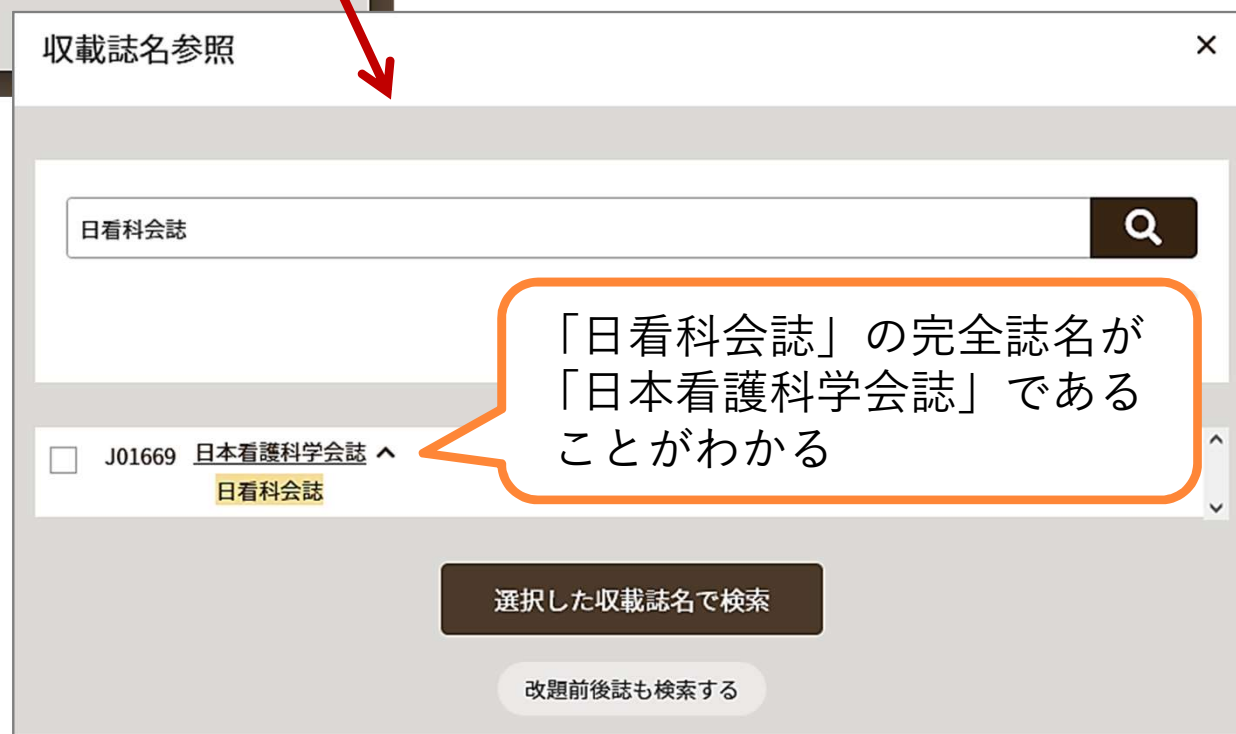 収載誌名参照
日看科会誌
「日看科会誌」の完全誌名が
「日本看護科学会誌」である
ことがわかる
J01669 日本看護科学会誌
日看科会誌
選択した収載誌名で検索
改題前後誌も検索する